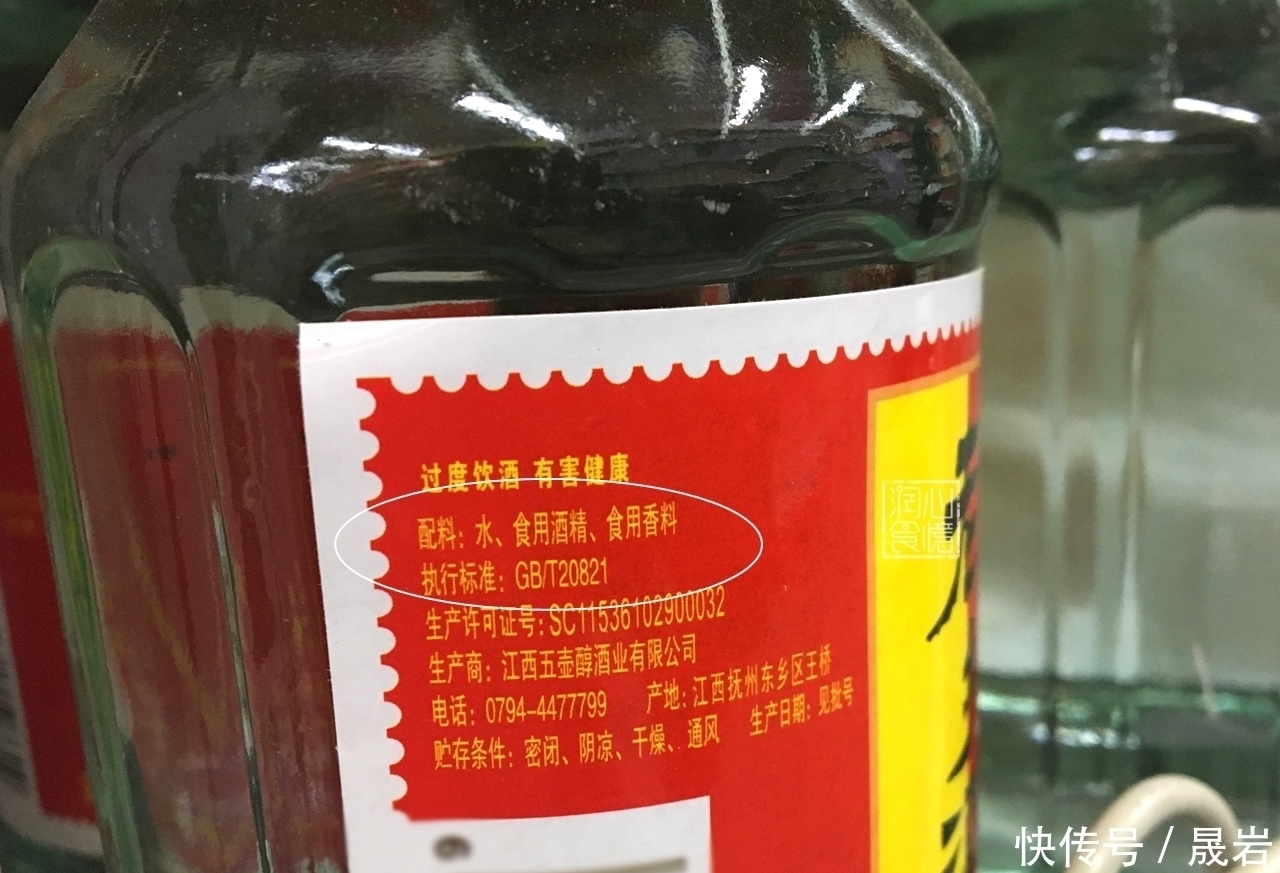 过度饮酒 有害健康
配料：水、食用酒精、食用香料
执行标准：GB/T20821
生产许可证号：SC11536102900032
生产商：江西五壶醇酒业有限公司
电话：0794-4477799 产地：江西抚州东乡区王桥
贮存条件：密闭、阴凉、干燥、通风 生产日期：见批号
润心食忆
快传号 / 晟岩